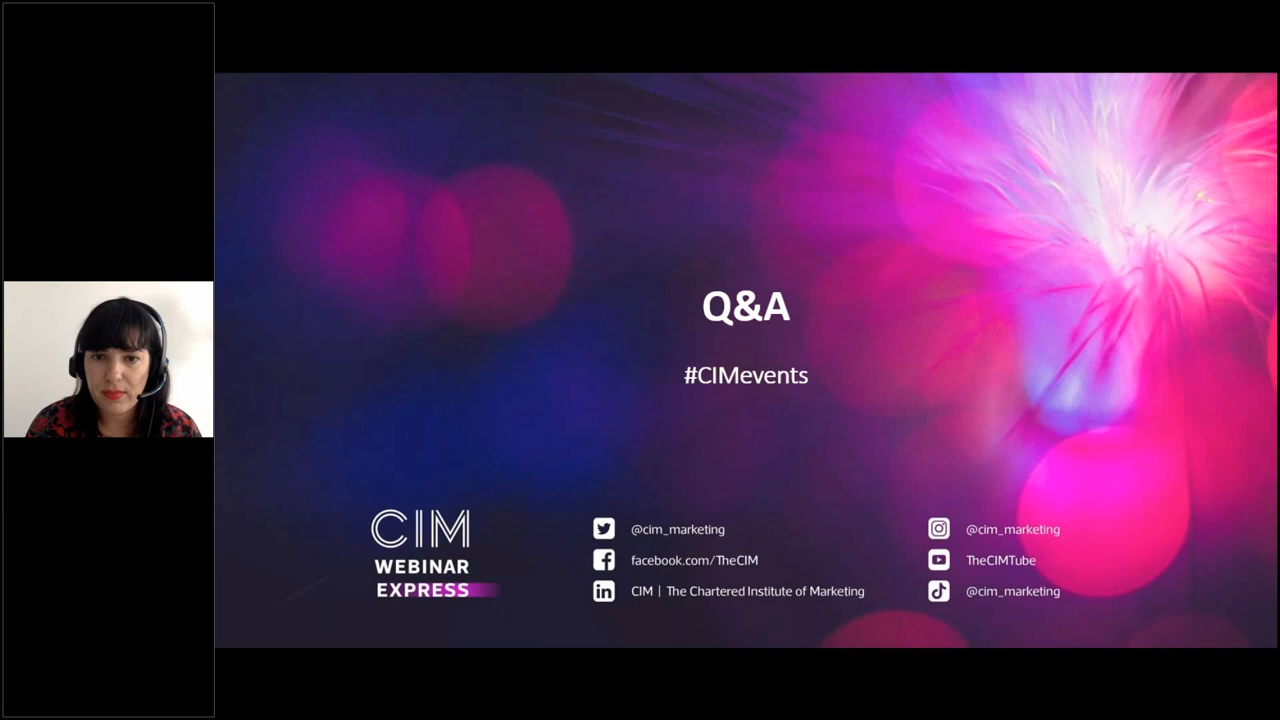 Q&A
#CIMevents
CIM
WEBINAR
EXPRESS
@cim_marketing
facebook.com/TheCIM
CIM | The Chartered Institute of Marketing
@cim_marketing
TheCIMTube
@cim_marketing